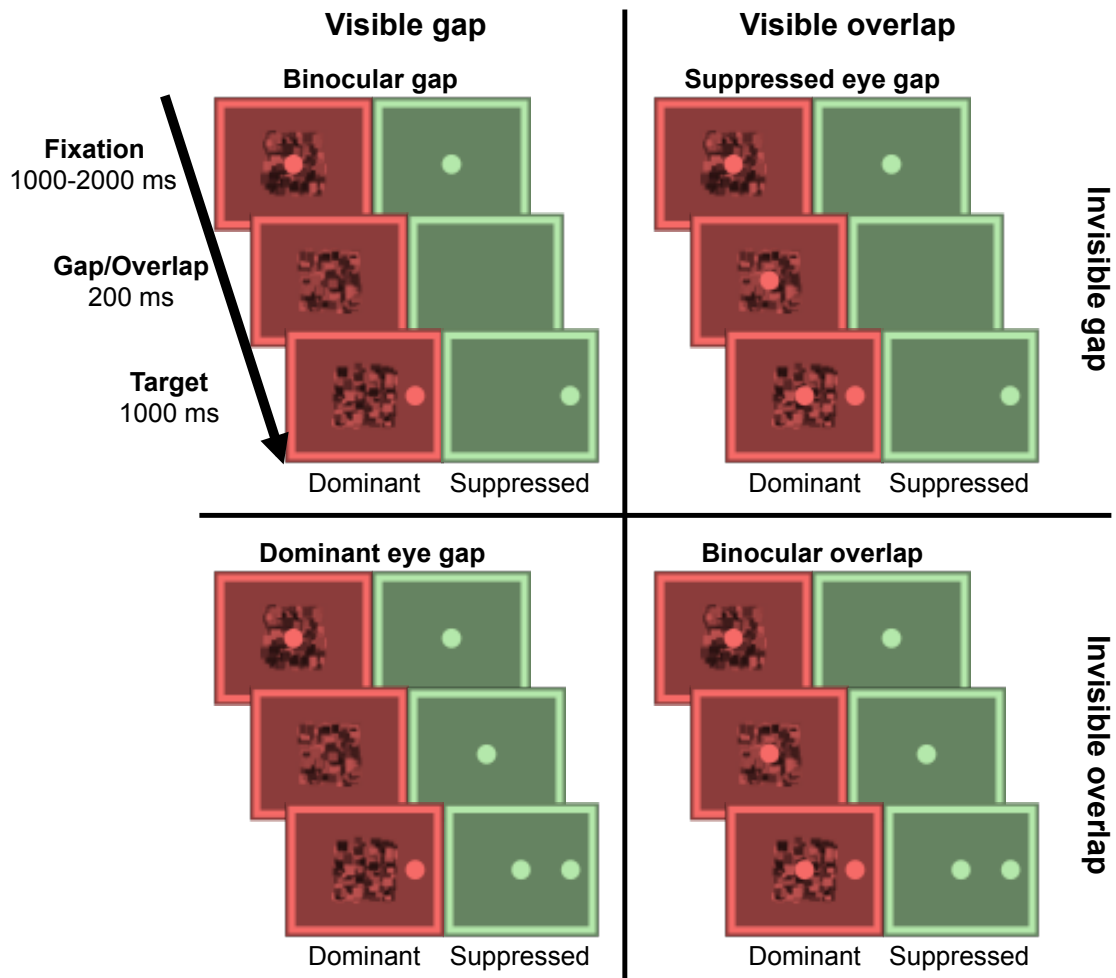 Visible gap
Visible overlap
Binocular gap
Suppressed eye gap
Fixation
1000-2000 ms
Gap/Overlap
200 ms
Target
1000 ms
Dominant Suppressed
Dominant Suppressed
Invisible gap
Dominant eye gap
Binocular overlap
Dominant Suppressed
Dominant Suppressed
Invisible overlap